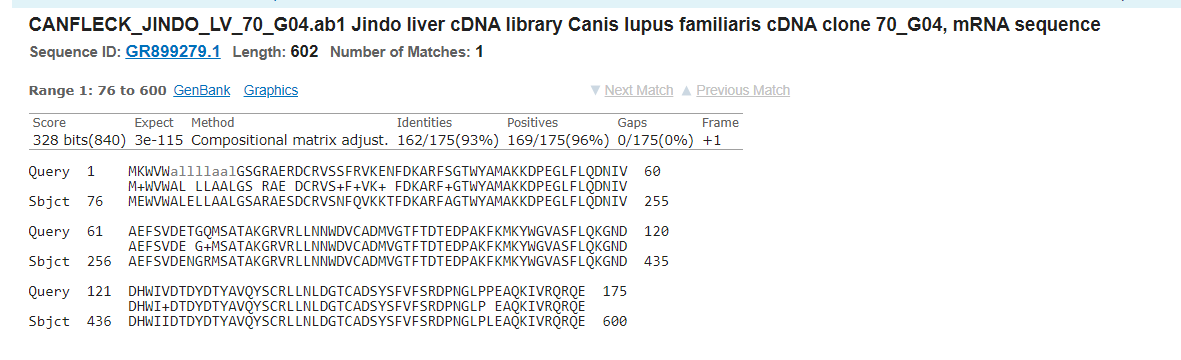 CANFLECK_JINDO_LV_70_G04.ab1 Jindo liver cDNA library Canis lupus familiaris cDNA clone 70_G04, mRNA sequence
Sequence ID: GR899279.1 Length: 602 Number of Matches: 1
Range 1: 76 to 600 GenBank Graphics ▼ Next Match ▲ Previous Match
Score Expect Method Identities Positives Gaps Frame
328 bits(840) 3e-115 Compositional matrix adjust. 162/175(93%) 169/175(96%) 0/175(0%) +1
Query 1 MKWVWallllaalGSGRAERDCRVSSFRVKENFDKARFSGTWYAMAKKDPEGLFLQDNIV 60
M+WVWAL LLAALGS RAE DCRVS+F+VK+ FDKARF+GTWYAMAKKDPEGLFLQDNIV
Sbjct 76 MEWVWALELLAALGSARAESDCRVSNFQVKKTFDKARFAGTWYAMAKKDPEGLFLQDNIV 255
Query 61 AEFSVDETGQMSATAKGRVRLLNNWDVCADMVGTFTDTEDPAKFKMKYWGVASFLQKGND 120
AEFSVDE G+MSATAKGRVRLLNNWDVCADMVGTFTDTEDPAKFKMKYWGVASFLQKGND
Sbjct 256 AEFSVDENGRMSATAKGRVRLLNNWDVCADMVGTFTDTEDPAKFKMKYWGVASFLQKGND 435
Query 121 DHWIVDTDYDTYAVQYSCRLLNLDGTCADSYSFVFSRDPNGLPPEAQKIVRQRQE 175
DHWI+DTDYDTYAVQYSCRLLNLDGTCADSYSFVFSRDPNGLP EAQKIVRQRQE
Sbjct 436 DHWIIDTDYDTYAVQYSCRLLNLDGTCADSYSFVFSRDPNGLPLEAQKIVRQRQE 600